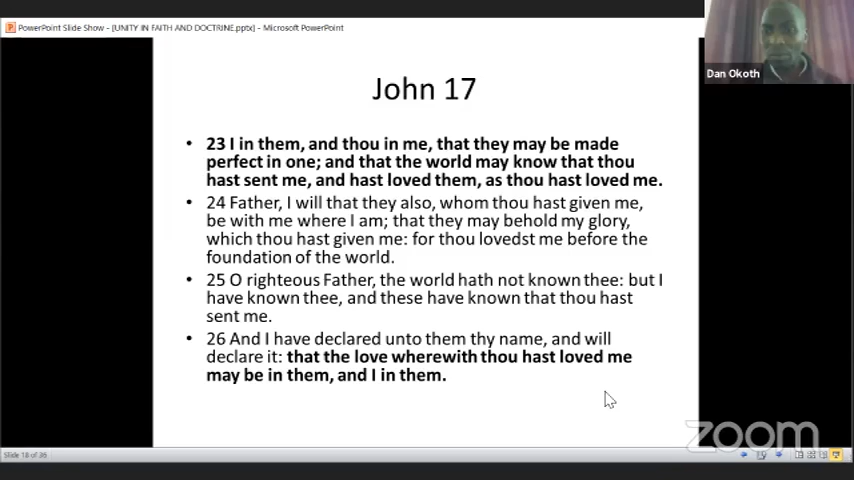 PowerPoint Slide Show - [UNITY IN FAITH AND DOCTRINE.pptx] - Microsoft PowerPoint
Dan Okoth
John 17
• 23 I in them, and thou in me, that they may be made
perfect in one; and that the world may know that thou
hast sent me, and hast loved them, as thou hast loved me.
• 24 Father, I will that they also, whom thou hast given me,
be with me where I am; that they may behold my glory,
which thou hast given me: for thou lovedst me before the
foundation of the world.
• 25 O righteous Father, the world hath not known thee: but I
have known thee, and these have known that thou hast
sent me.
• 26 And I have declared unto them thy name, and will
declare it: that the love wherewith thou hast loved me
may be in them, and I in them.
zoom
Slide 18 of 36